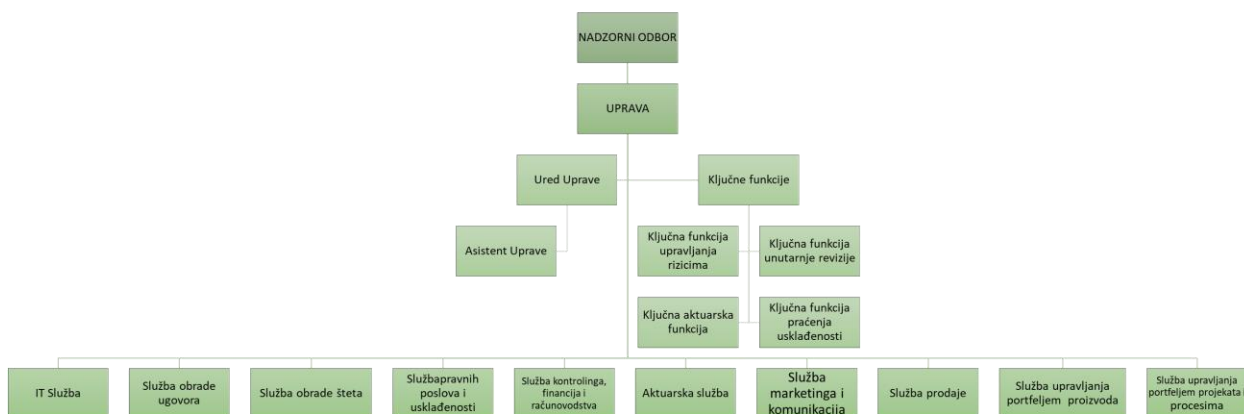 NADZORNI ODBOR
UPRAVA
Ured Uprave
Ključne funkcije
Asistent Uprave
Ključna funkcija
upravljanja
rizicima
Ključna funkcija
unutarnje revizije
Ključna aktuarska
funkcija
Ključna funkcija
praćenja
usklađenosti
IT Služba
Služba obrade
ugovora
Služba obrade šteta
Službapravnih
poslova i
usklađenosti
Služba kontrolinga,
financija i
računovodstva
Aktuarska služba
Služba
marketinga i
komunikacija
Služba prodaje
Služba upravljanja
portfeljem proizvoda
Služba upravljanja
portfeljem projekata i
procesima